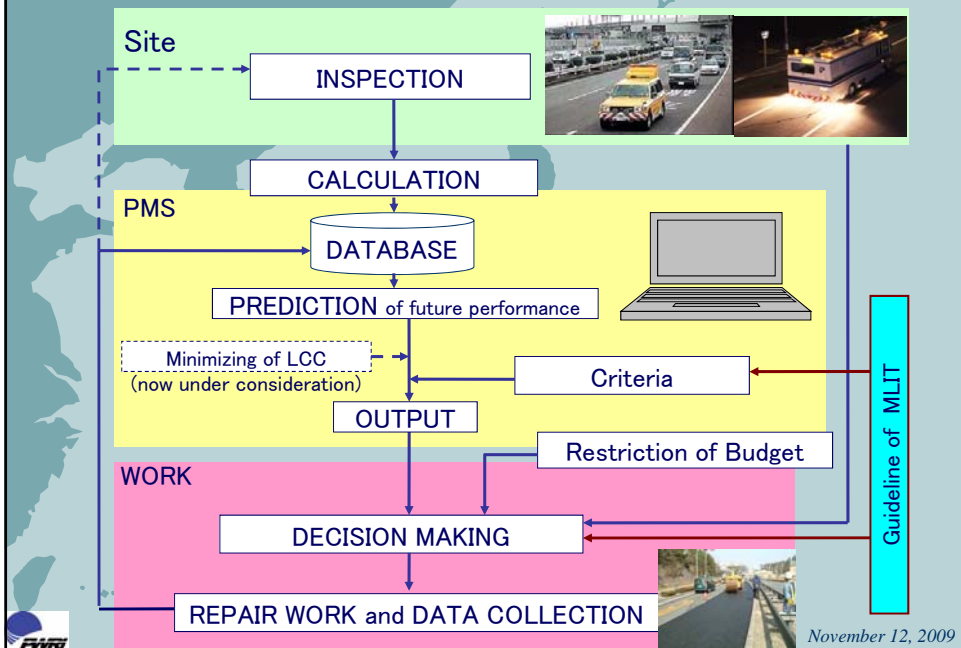 Site
INSPECTION
CALCULATION
PMS
DATABASE
PREDICTION of future performance
Minimizing of LCC
(now under consideration)
Criteria
OUTPUT
Restriction of Budget
WORK
DECISION MAKING
REPAIR WORK and DATA COLLECTION
Guideline of MLIT
PWRI
November 12, 2009